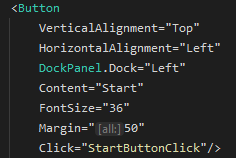 <Button
VerticalAlignment="Top"
HorizontalAlignment="Left"
DockPanel.Dock="Left"
Content="Start"
FontSize="36"
Margin="[all:]50"
Click="StartButtonClick"/>